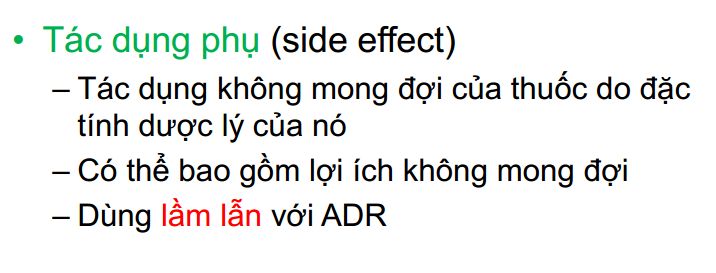 • Tác dụng phụ (side effect)
– Tác dụng không mong đợi của thuốc do đặc
tính dược lý của nó
– Có thể bao gồm lợi ích không mong đợi
– Dùng lầm lẫn với ADR